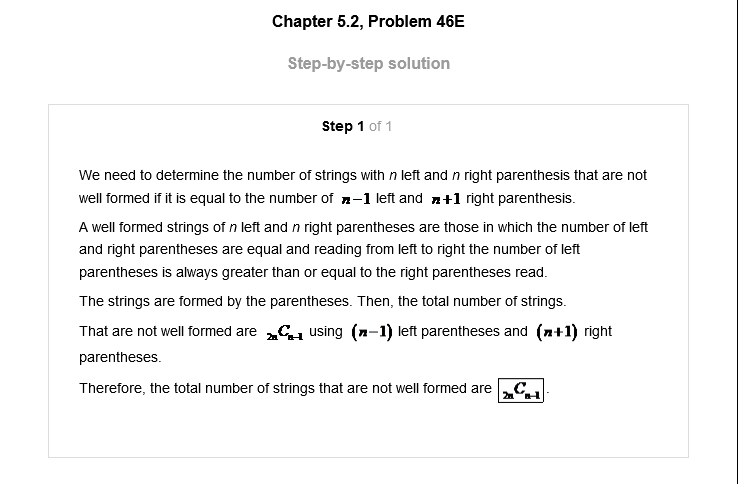 Chapter 5.2, Problem 46E
Step-by-step solution
Step 1 of 1
We need to determine the number of strings with n left and n right parenthesis that are not
well formed if it is equal to the number of n−1 left and n+1 right parenthesis.
A well formed strings of n left and n right parentheses are those in which the number of left
and right parentheses are equal and reading from left to right the number of left
parentheses is always greater than or equal to the right parentheses read.
The strings are formed by the parentheses. Then, the total number of strings.
That are not well formed are ₂ₙCₙ₋₁ using (n−1) left parentheses and (n+1) right
parentheses.
Therefore, the total number of strings that are not well formed are ₂ₙCₙ₋₁.